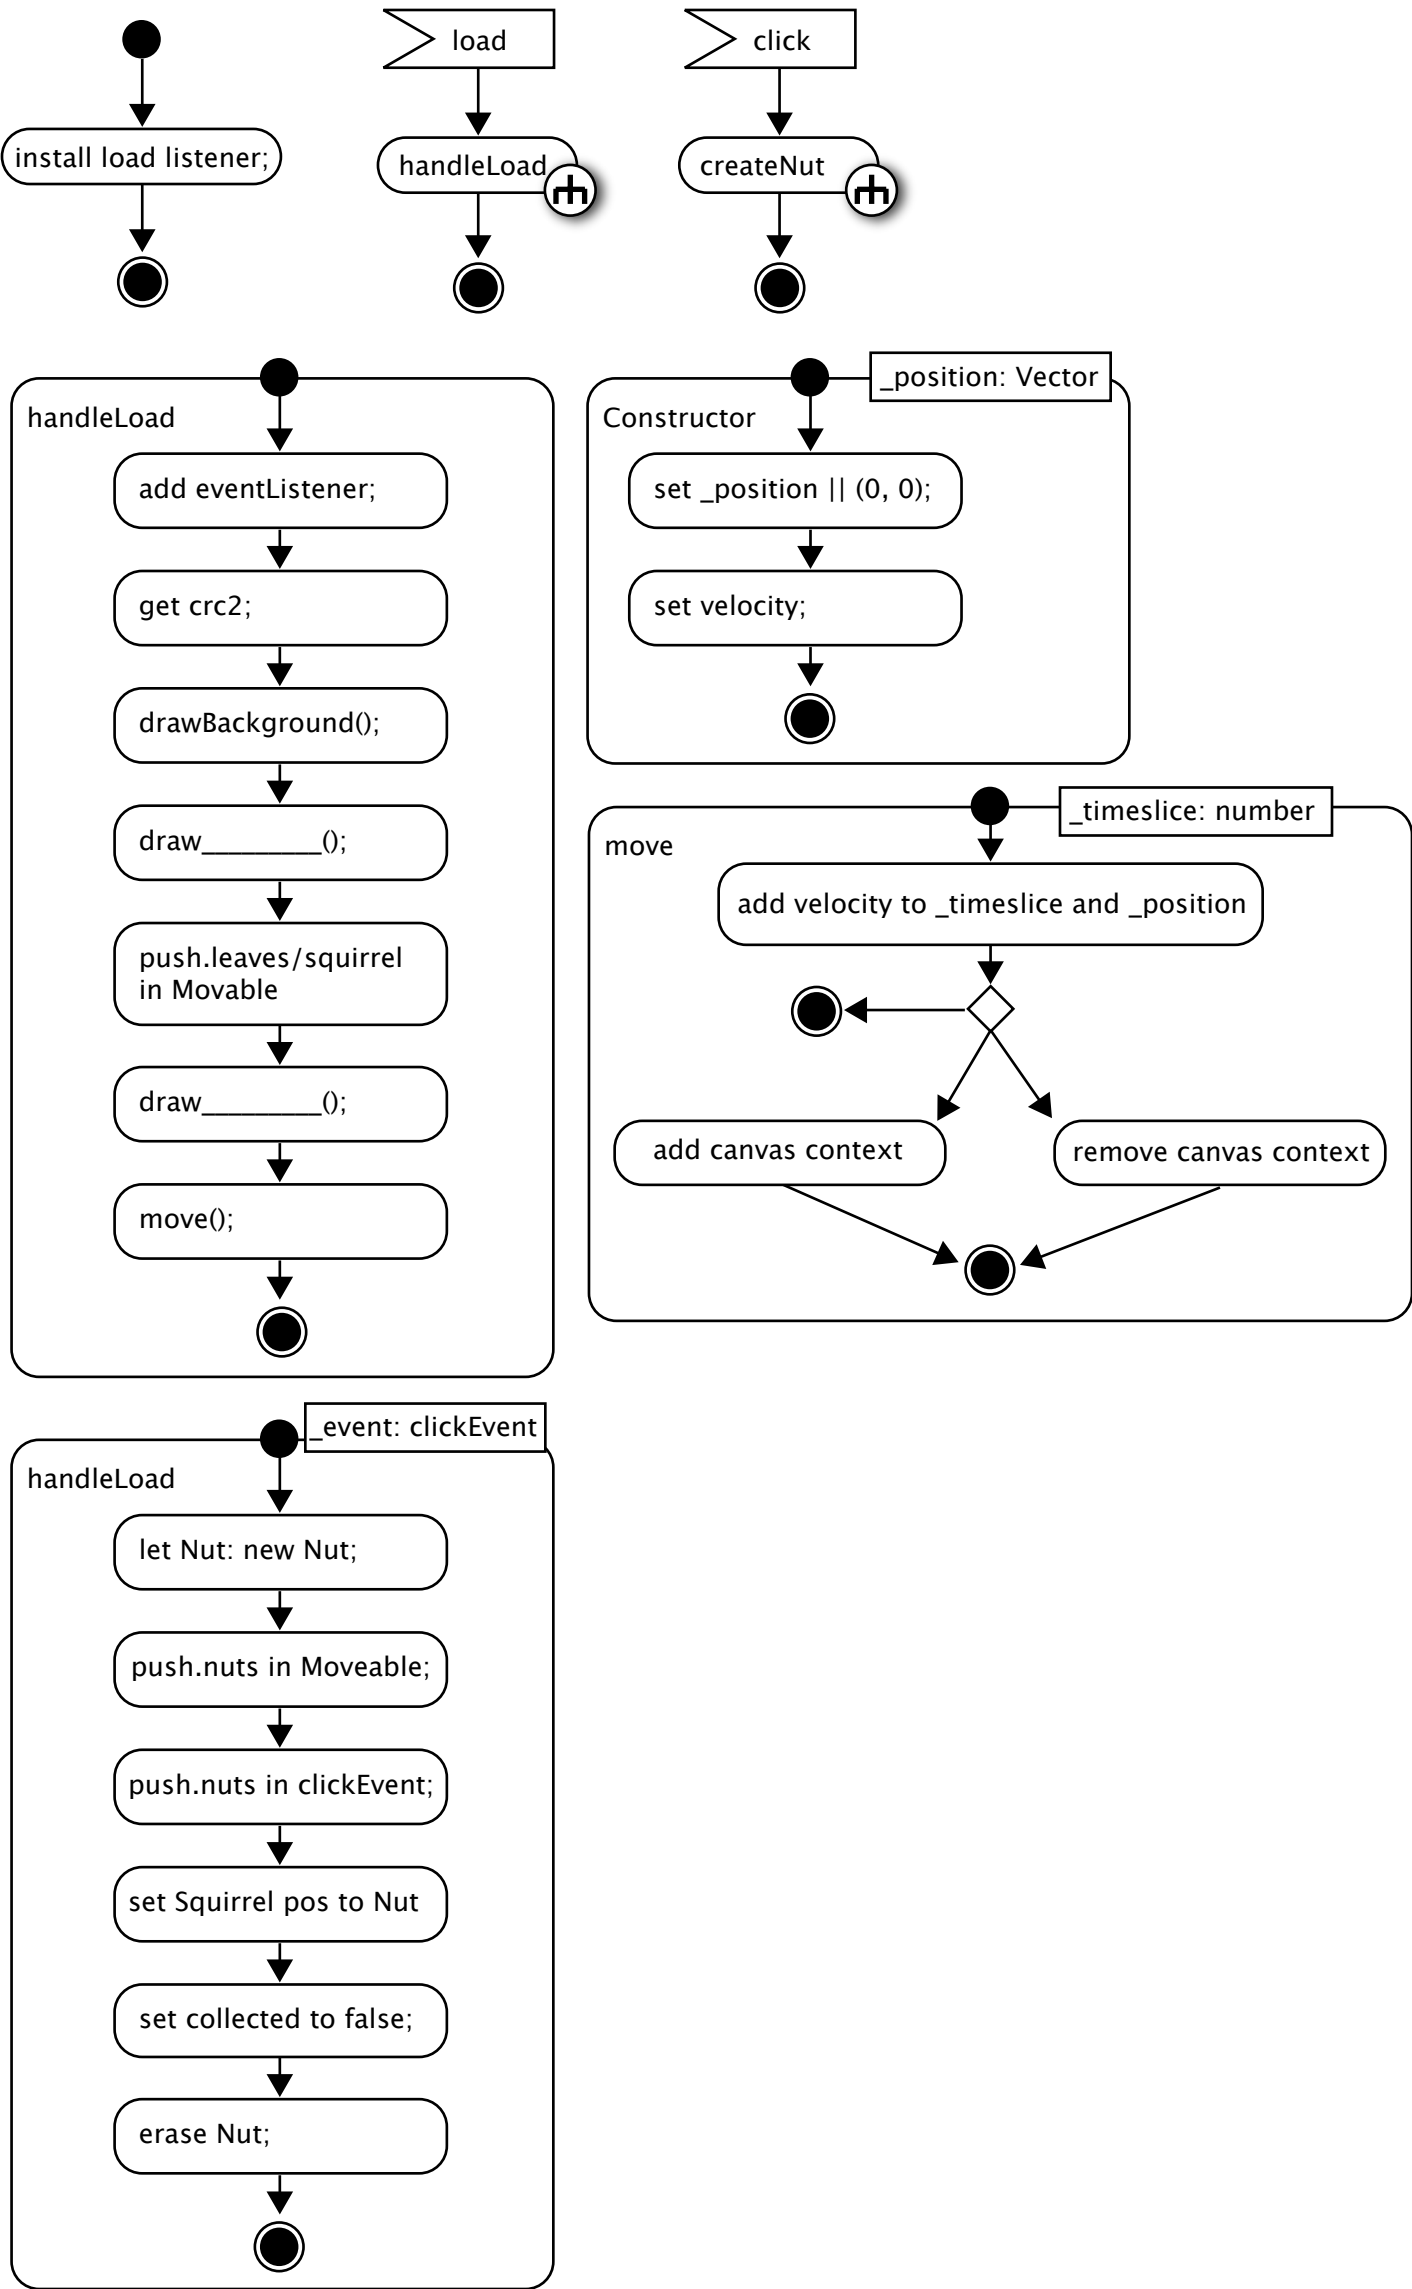 load
click
install load listener;
handleLoad
createNut
handleLoad
add eventListener;
get crc2;
drawBackground();
draw_________();
push.leaves/squirrel
in Movable
draw_________();
move();
_position: Vector
Constructor
set _position || (0, 0);
set velocity;
_timeslice: number
move
add velocity to _timeslice and _position
add canvas context
remove canvas context
_event: clickEvent
handleLoad
let Nut: new Nut;
push.nuts in Moveable;
push.nuts in clickEvent;
set Squirrel pos to Nut
set collected to false;
erase Nut;